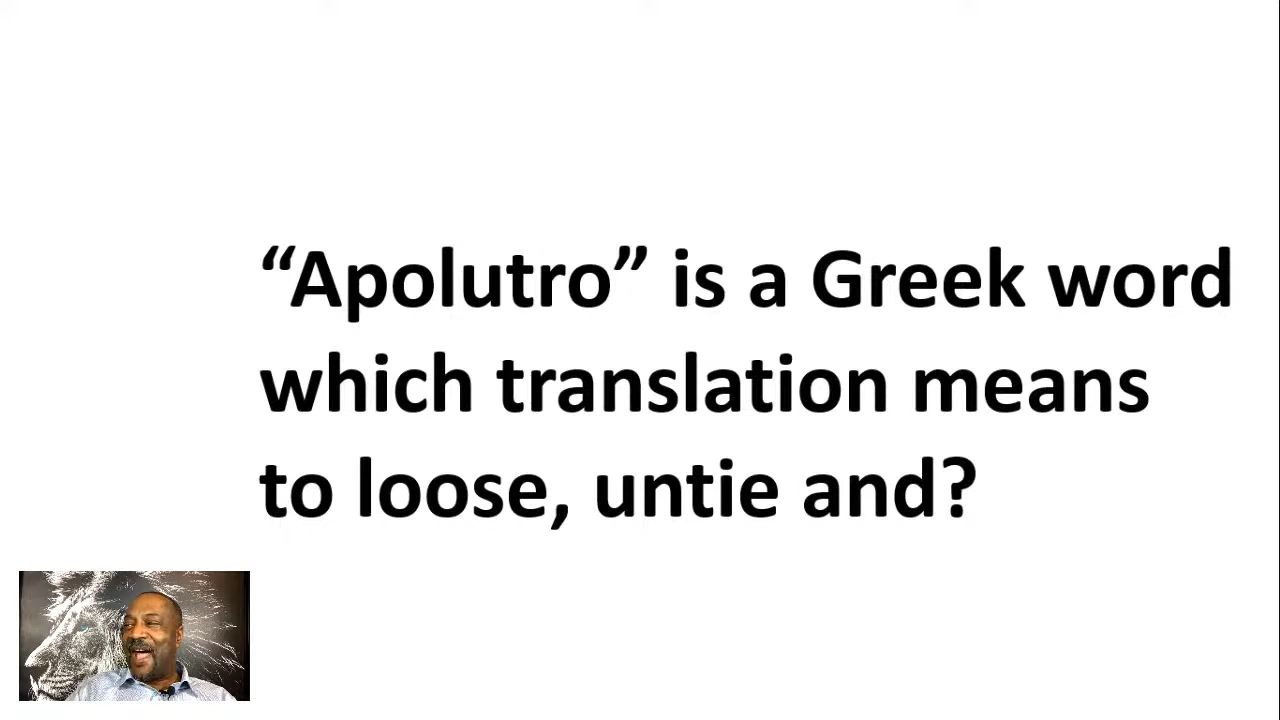 “Apolutro” is a Greek word
which translation means
to loose, untie and?